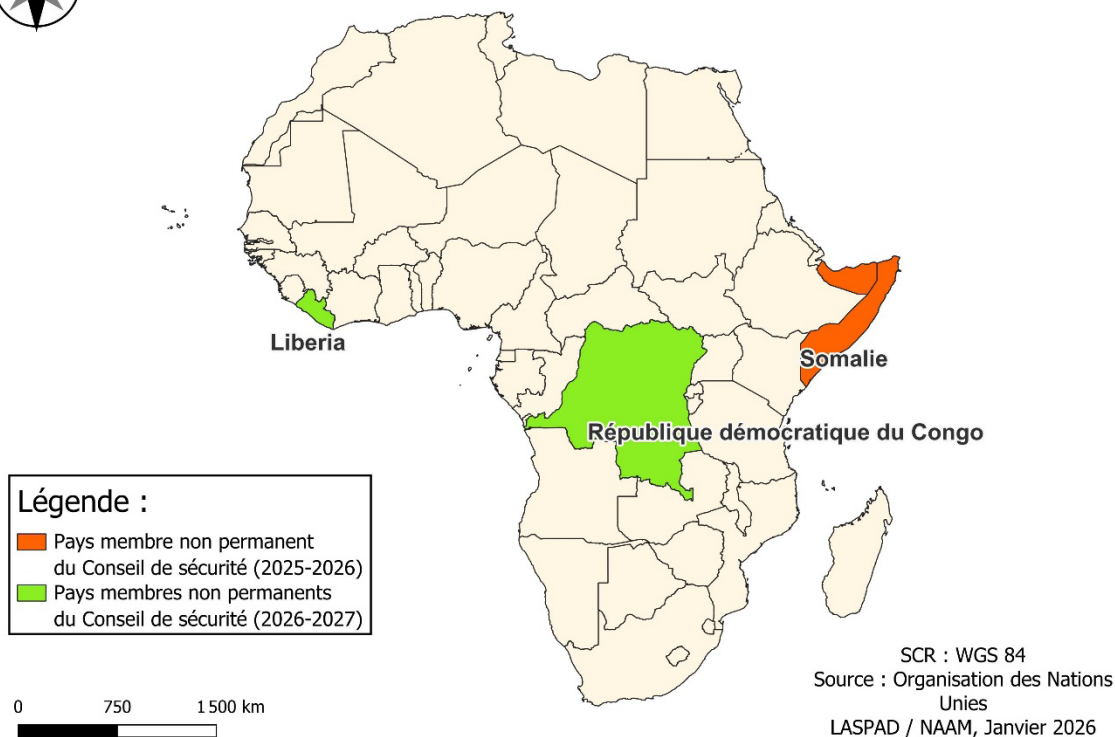 Liberia
Somalie
République démocratique du Congo
Légende :
Pays membre non permanent
du Conseil de sécurité (2025-2026)
Pays membres non permanents
du Conseil de sécurité (2026-2027)
0 750 1 500 km
SCR : WGS 84
Source : Organisation des Nations
Unies
LASPAD / NAAM, Janvier 2026